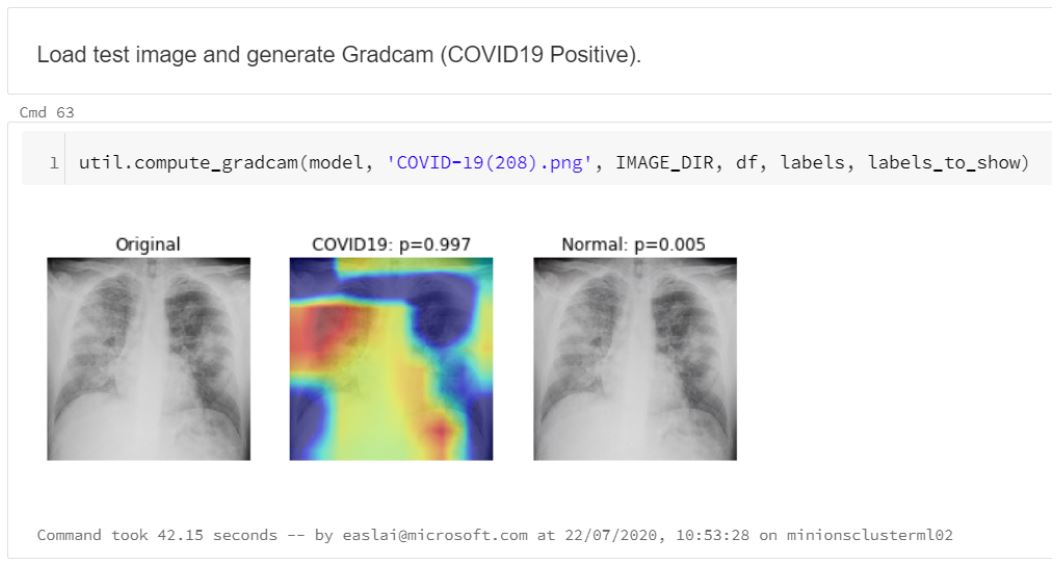 Load test image and generate Gradcam (COVID19 Positive).
Cmd 63
1 util.compute_gradcam(model, 'COVID-19(208).png', IMAGE_DIR, df, labels, labels_to_show)
Original COVID19: p=0.997 Normal: p=0.005
Command took 42.15 seconds -- by easlai@microsoft.com at 22/07/2020, 10:53:28 on minionsclusterml02